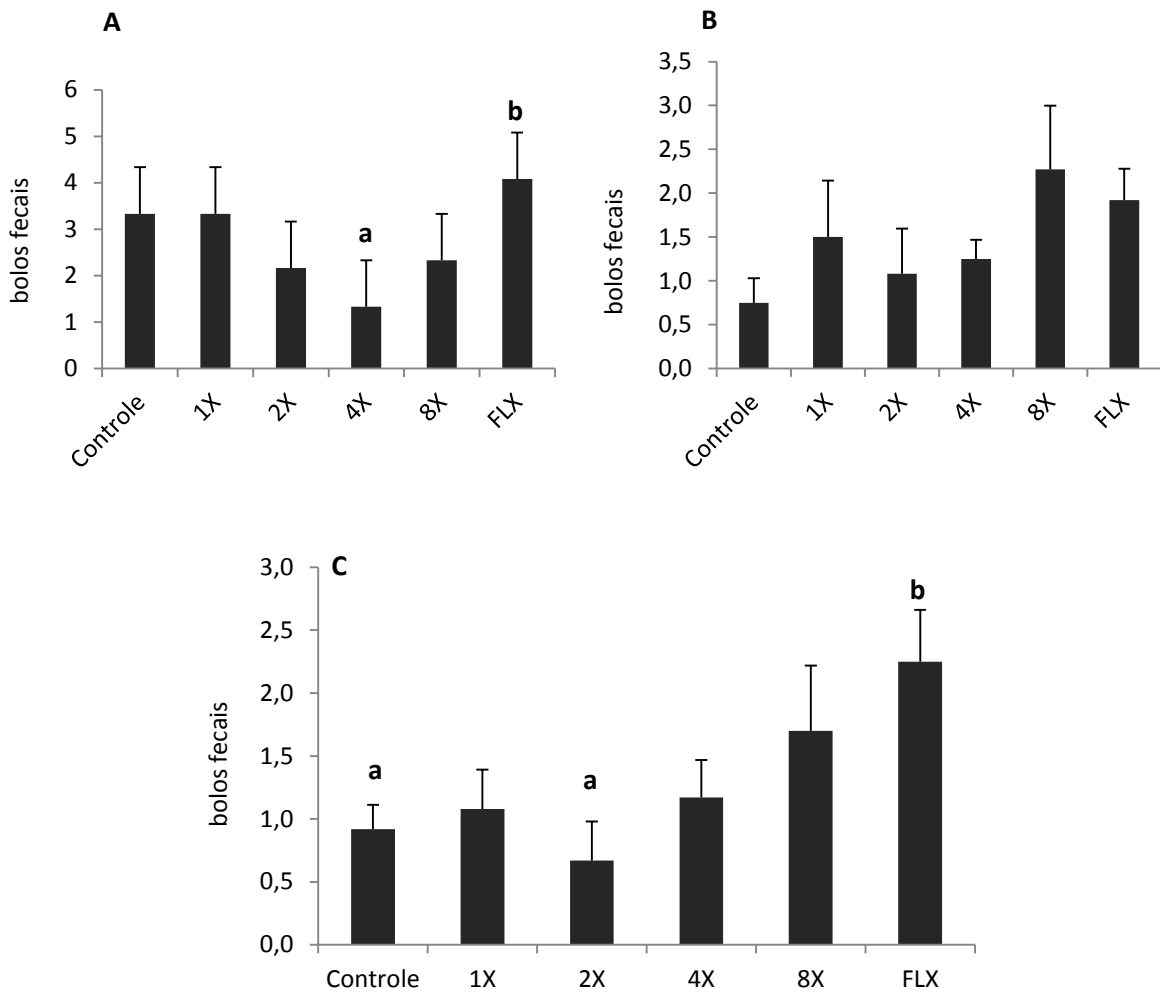 A
6
5
4
3
2
1
0
bolos fecais
a
b
Controle
1X
2X
4X
8X
FLX
B
3,5
3,0
2,5
2,0
1,5
1,0
0,5
0,0
bolos fecais
Controle
1X
2X
4X
8X
FLX
C
3,0
2,5
2,0
1,5
1,0
0,5
0,0
bolos fecais
a
a
b
Controle
1X
2X
4X
8X
FLX